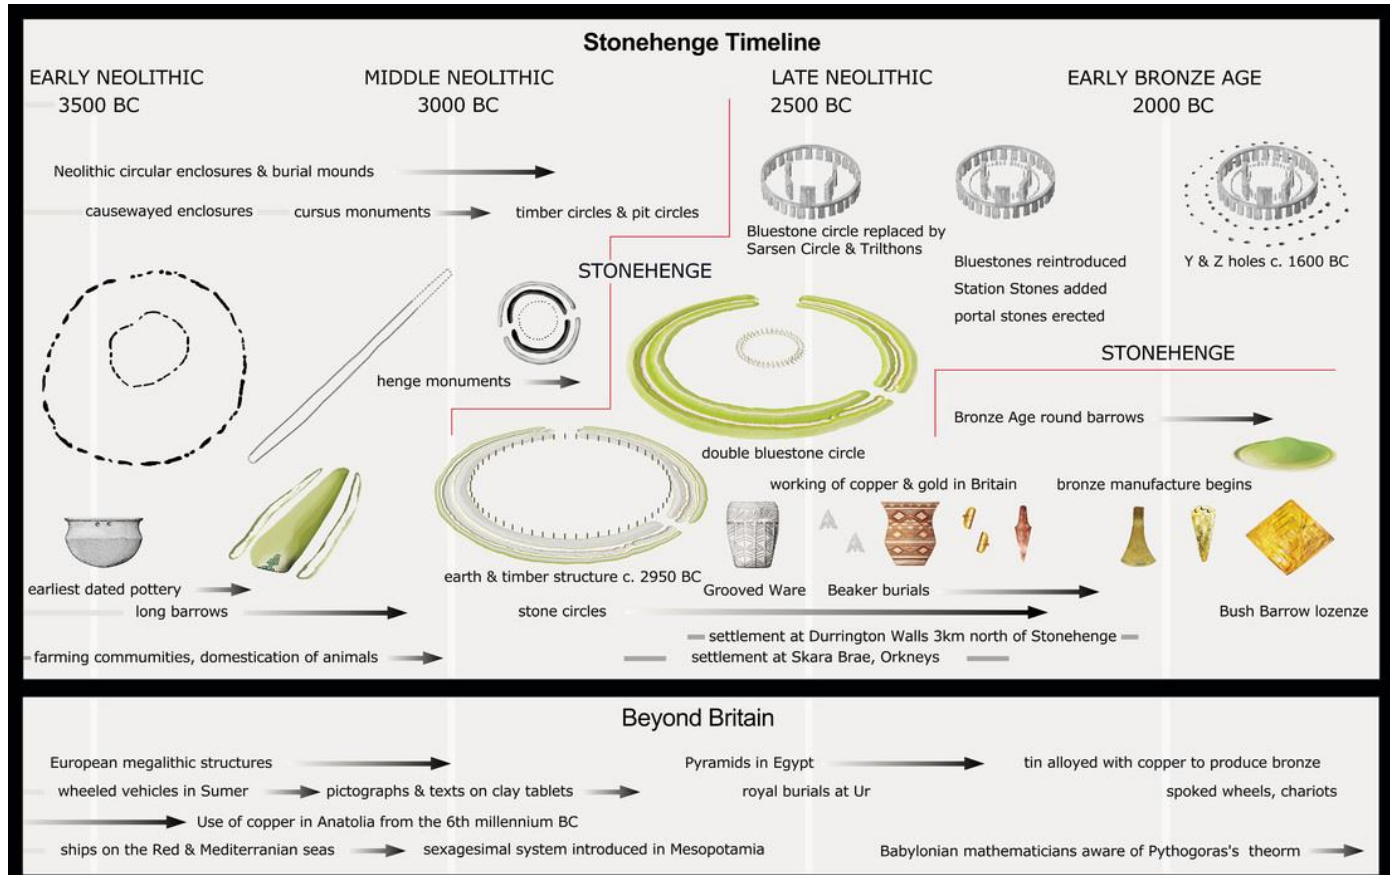 Stonehenge Timeline
EARLY NEOLITHIC
3500 BC
MIDDLE NEOLITHIC
3000 BC
LATE NEOLITHIC
2500 BC
EARLY BRONZE AGE
2000 BC
Neolithic circular enclosures & burial mounds
causewayed enclosures
cursus monuments
timber circles & pit circles
Bluestone circle replaced by
Sarsen Circle & Trilthons
Bluestones reintroduced
Station Stones added
portal stones erected
Y & Z holes c. 1600 BC
STONEHENGE
STONEHENGE
henge monuments
Bronze Age round barrows
double bluestone circle
working of copper & gold in Britain
bronze manufacture begins
earth & timber structure c. 2950 BC
earliest dated pottery
Grooved Ware
Beaker burials
long barrows
stone circles
Bush Barrow lozenze
settlement at Durrington Walls 3km north of Stonehenge
farming commumities, domestication of animals
settlement at Skara Brae, Orkneys
Beyond Britain
European megalithic structures
Pyramids in Egypt
tin alloyed with copper to produce bronze
wheeled vehicles in Sumer
pictographs & texts on clay tablets
royal burials at Ur
spoked wheels, chariots
Use of copper in Anatolia from the 6th millennium BC
ships on the Red & Mediterranian seas
sexagesimal system introduced in Mesopotamia
Babylonian mathematicians aware of Pythogoras's theorm